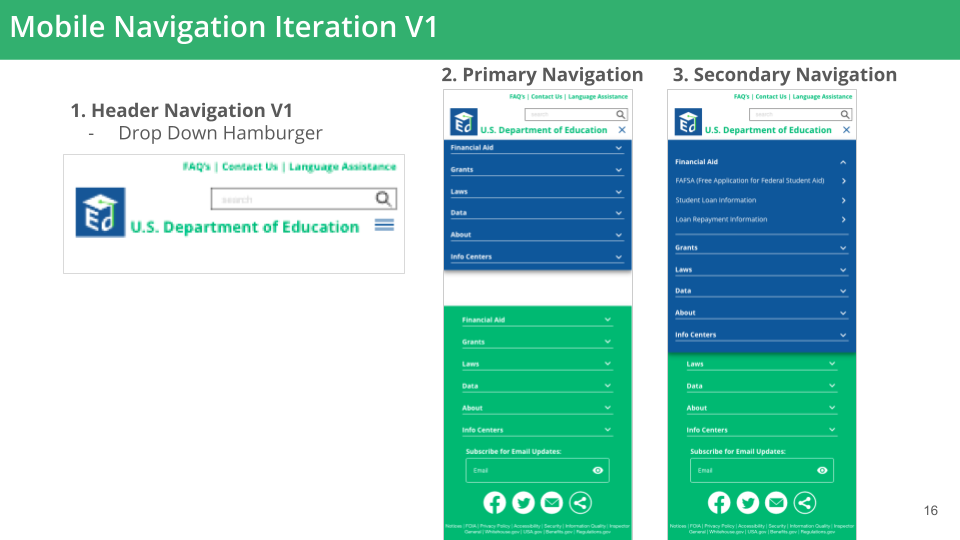 Mobile Navigation Iteration V1
1. Header Navigation V1
- Drop Down Hamburger
FAQ's | Contact Us | Language Assistance
search
Ed
U.S. Department of Education
2. Primary Navigation
FAQ's | Contact Us | Language Assistance
search
Ed
U.S. Department of Education
Financial Aid
Grants
Laws
Data
About
Info Centers
Financial Aid
Grants
Laws
Data
About
Info Centers
Subscribe for Email Updates:
Email
Notices | FOIA | Privacy Policy | Accessibility | Security | Information Quality | Inspector
General | Whitehouse.gov | USA.gov | Benefits.gov | Regulations.gov
3. Secondary Navigation
FAQ's | Contact Us | Language Assistance
search
Ed
U.S. Department of Education
Financial Aid
FAFSA (Free Application for Federal Student Aid)
Student Loan Information
Loan Repayment Information
Grants
Laws
Data
About
Info Centers
Laws
Data
About
Info Centers
Subscribe for Email Updates:
Email
Notices | FOIA | Privacy Policy | Accessibility | Security | Information Quality | Inspector
General | Whitehouse.gov | USA.gov | Benefits.gov | Regulations.gov
16